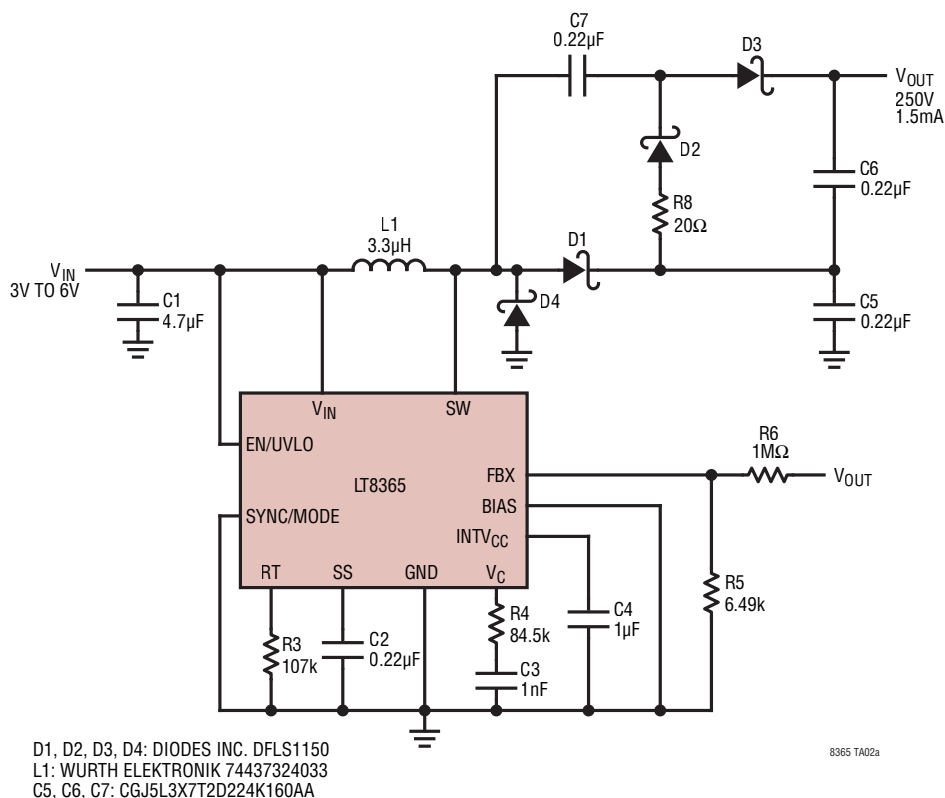 C7
0.22µF
D3
V_OUT
250V
1.5mA
D2
C6
0.22µF
R8
20Ω
L1
3.3µH
D1
V_IN
3V TO 6V
C1
4.7µF
D4
C5
0.22µF
V_IN
SW
EN/UVLO
FBX
R6
1MΩ
V_OUT
LT8365
BIAS
SYNC/MODE
INTV_CC
RT
SS
GND
V_C
R5
6.49k
R4
84.5k
C4
1µF
R3
107k
C2
0.22µF
C3
1nF
D1, D2, D3, D4: DIODES INC. DFLS1150
8365 TA02a
L1: WURTH ELEKTRONIK 74437324033
C5, C6, C7: CGJ5L3X7T2D224K160AA